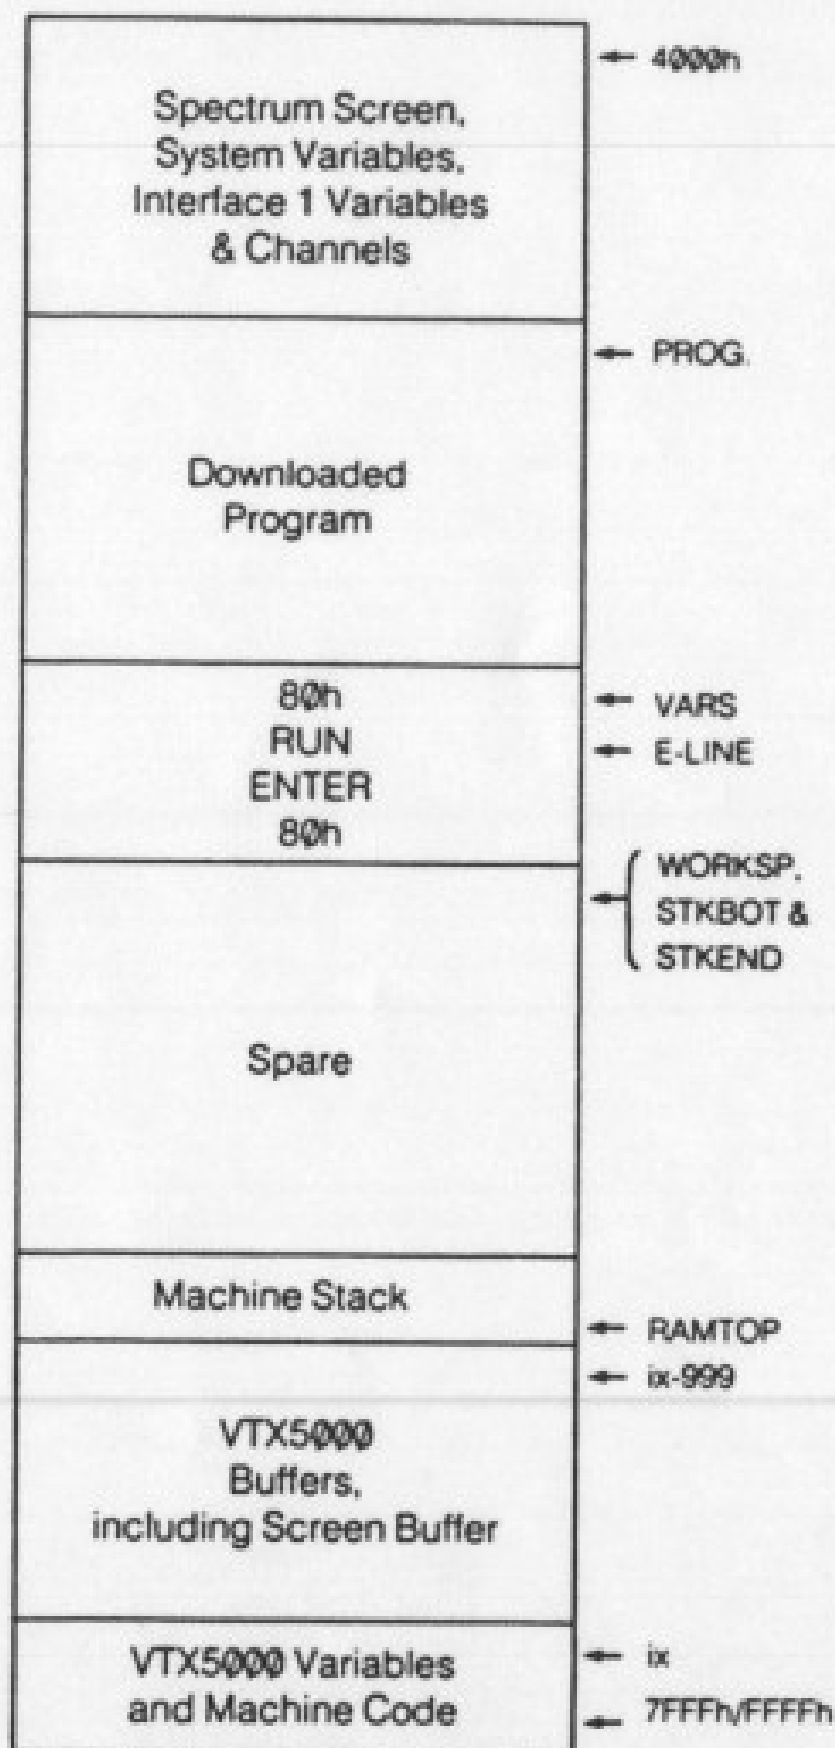 4000h
Spectrum Screen,
System Variables,
Interface 1 Variables
& Channels
PROG.
Downloaded
Program
80h
VARS
RUN
E-LINE
ENTER
80h
WORKSP,
STKBOT &
STKEND
Spare
Machine Stack
RAMTOP
ix-999
VTX5000
Buffers,
including Screen Buffer
VTX5000 Variables
and Machine Code
ix
7FFFh/FFFFh